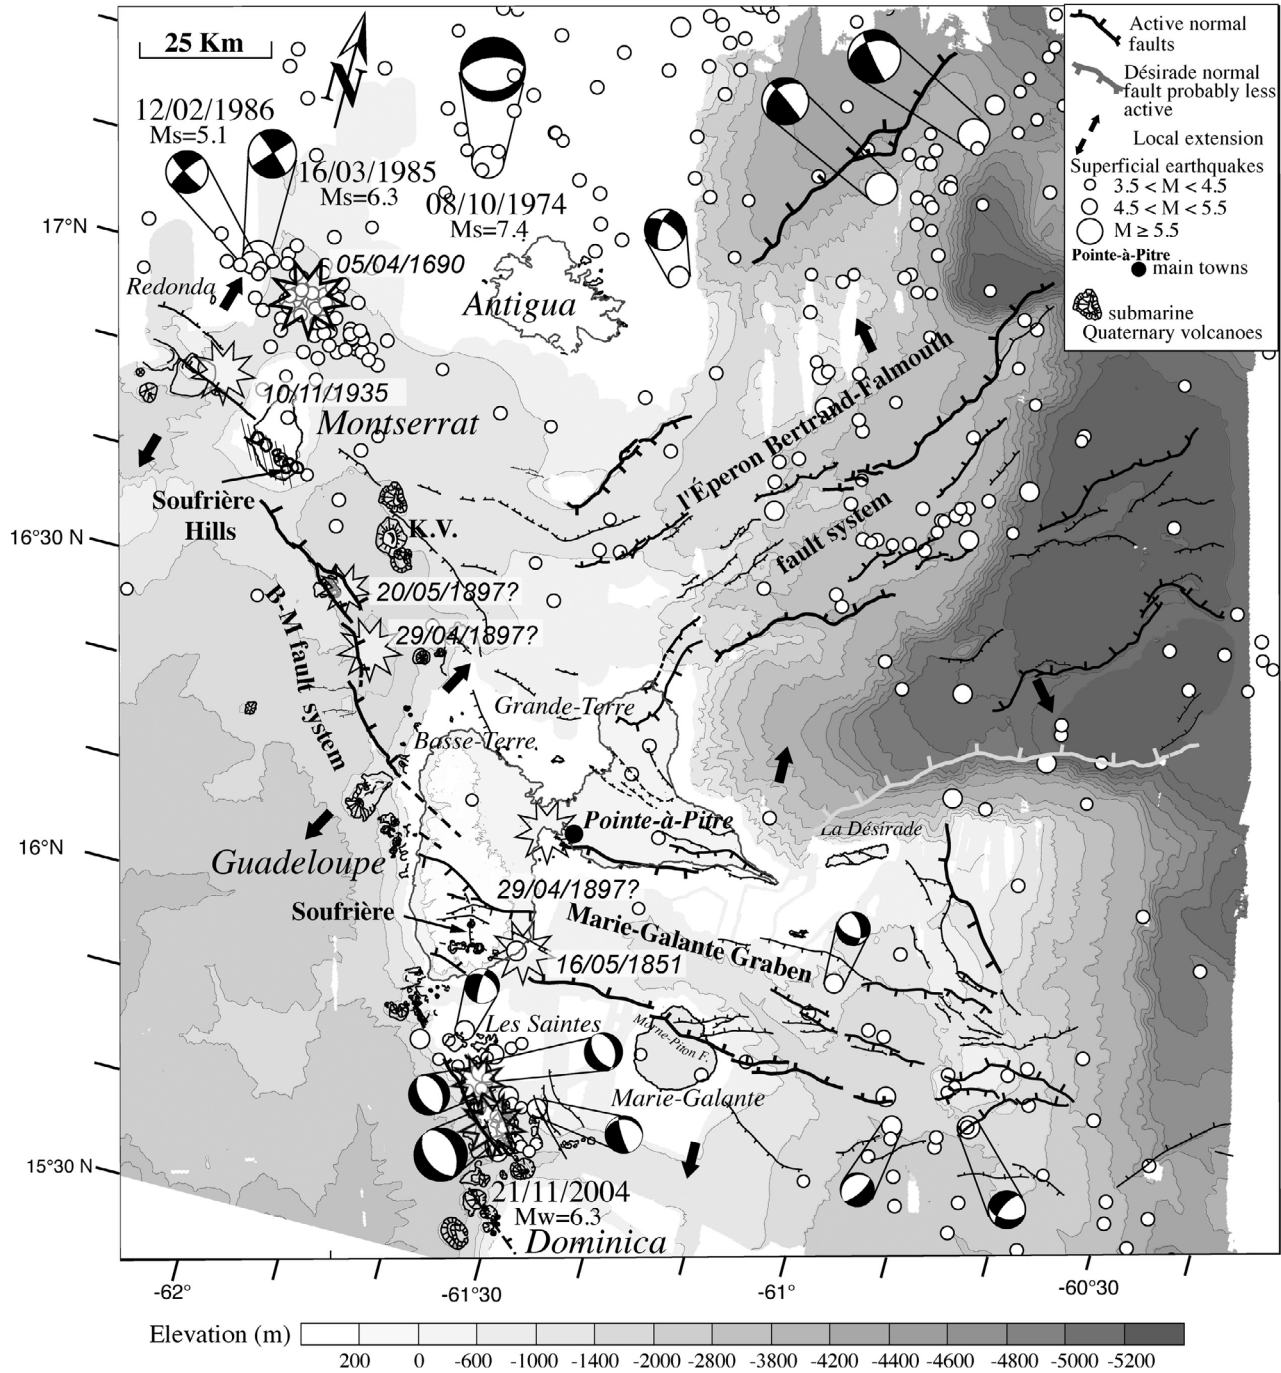 25 Km
N
12/02/1986
Ms=5.1
16/03/1985
Ms=6.3
08/10/1974
Ms=7.4
Active normal
faults
Désirade normal
fault probably less
active
Local extension
Superficial earthquakes
3.5 < M < 4.5
4.5 < M < 5.5
M ≥ 5.5
Pointe-à-Pitre
main towns
submarine
Quaternary volcanoes
17°N
05/04/1690
Redonda
Antigua
10/11/1935
Montserrat
l'Éperon Bertrand-Falmouth
fault system
Soufrière
Hills
K.V.
16°30 N
20/05/1897?
29/04/1897?
B-M fault system
Grande-Terre
Basse-Terre
Pointe-à-Pitre
La Désirade
16°N
Guadeloupe
29/04/1897?
Soufrière
Marie-Galante Graben
16/05/1851
Les Saintes
Morne-Piton F.
Marie-Galante
15°30 N
21/11/2004
Mw=6.3
Dominica
-62°
-61°30
-61°
-60°30
Elevation (m)
200 0 -600 -1000 -1400 -2000 -2800 -3800 -4200 -4400 -4600 -4800 -5000 -5200